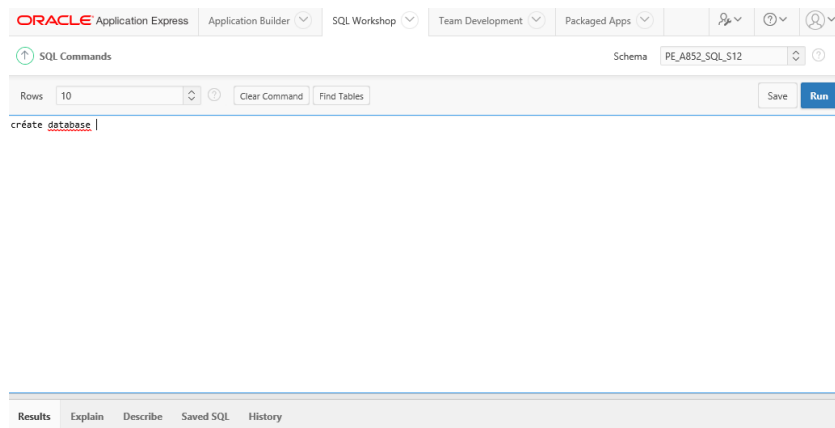 ORACLE Application Express Application Builder SQL Workshop Team Development Packaged Apps
SQL Commands Schema PE_A852_SQL_S12
Rows 10 Clear Command Find Tables Save Run
créate database
Results Explain Describe Saved SQL History